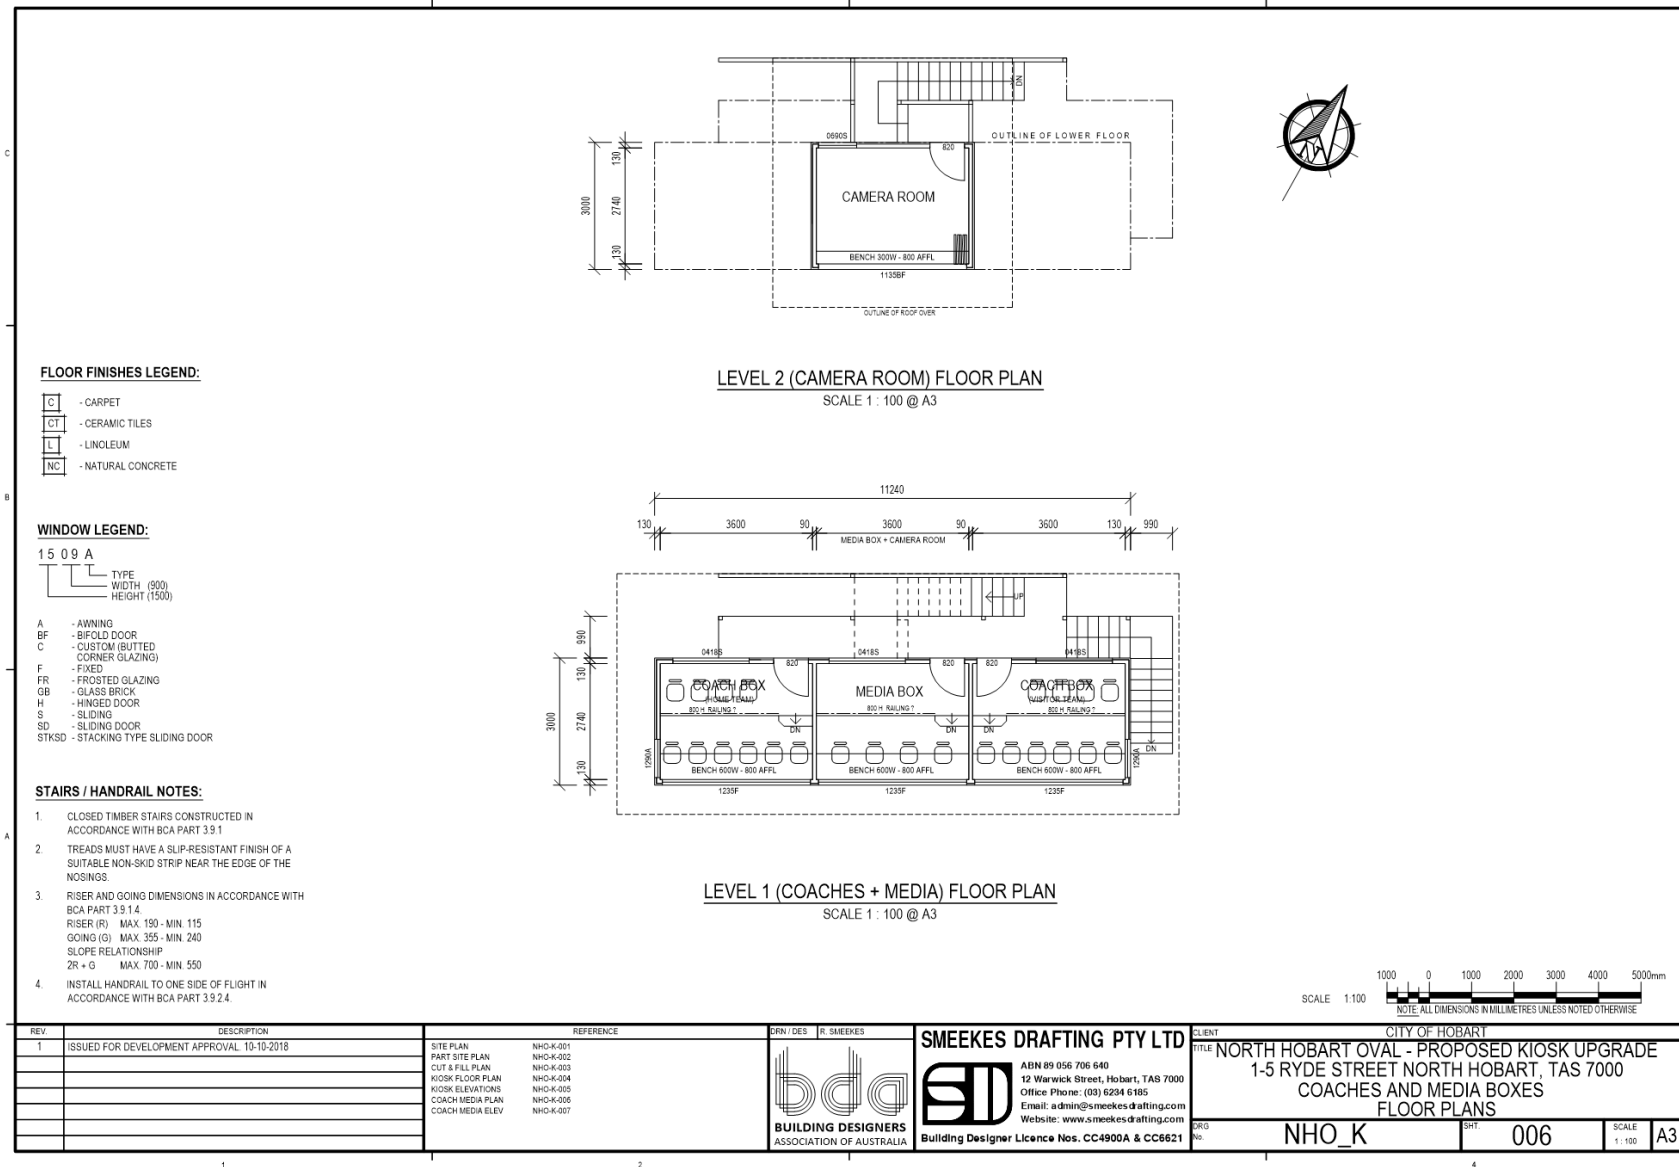 DN
0690S
OUTLINE OF LOWER FLOOR
820
130
3000
2740
130
CAMERA ROOM
BENCH 300W - 800 AFFL
1135BF
OUTLINE OF ROOF OVER
LEVEL 2 (CAMERA ROOM) FLOOR PLAN
SCALE 1 : 100 @ A3
C
B
A
FLOOR FINISHES LEGEND:
C - CARPET
CT - CERAMIC TILES
L - LINOLEUM
NC - NATURAL CONCRETE
WINDOW LEGEND:
15 09 A
TYPE
WIDTH (900)
HEIGHT (1500)
A - AWNING
BF - BIFOLD DOOR
C - CUSTOM (BUTTED
CORNER GLAZING)
F - FIXED
FR - FROSTED GLAZING
GB - GLASS BRICK
H - HINGED DOOR
S - SLIDING
SD - SLIDING DOOR
STKSD - STACKING TYPE SLIDING DOOR
STAIRS / HANDRAIL NOTES:
1. CLOSED TIMBER STAIRS CONSTRUCTED IN
ACCORDANCE WITH BCA PART 3.9.1
2. TREADS MUST HAVE A SLIP-RESISTANT FINISH OF A
SUITABLE NON-SKID STRIP NEAR THE EDGE OF THE
NOSINGS.
3. RISER AND GOING DIMENSIONS IN ACCORDANCE WITH
BCA PART 3.9.1.4.
RISER (R) MAX. 190 - MIN. 115
GOING (G) MAX. 355 - MIN. 240
SLOPE RELATIONSHIP
2R + G MAX. 700 - MIN. 550
4. INSTALL HANDRAIL TO ONE SIDE OF FLIGHT IN
ACCORDANCE WITH BCA PART 3.9.2.4.
11240
130 3600 90 3600 90 3600 130 990
MEDIA BOX + CAMERA ROOM
UP
990
0418S 0418S 0418S
820 820 820
130
3000
2740
130
COACH BOX
(HOME TEAM)
800 H. RAILING ?
MEDIA BOX
800 H. RAILING ?
COACH BOX
(VISITOR TEAM)
800 H. RAILING ?
DN DN DN DN
1290A
1290A
BENCH 600W - 800 AFFL BENCH 600W - 800 AFFL BENCH 600W - 800 AFFL
1235F 1235F 1235F
LEVEL 1 (COACHES + MEDIA) FLOOR PLAN
SCALE 1 : 100 @ A3
N
1000 0 1000 2000 3000 4000 5000mm
SCALE 1:100
NOTE: ALL DIMENSIONS IN MILLIMETRES UNLESS NOTED OTHERWISE
REV. DESCRIPTION
1 ISSUED FOR DEVELOPMENT APPROVAL. 10-10-2018
REFERENCE
SITE PLAN NHO-K-001
PART SITE PLAN NHO-K-002
CUT & FILL PLAN NHO-K-003
KIOSK FLOOR PLAN NHO-K-004
KIOSK ELEVATIONS NHO-K-005
COACH MEDIA PLAN NHO-K-006
COACH MEDIA ELEV NHO-K-007
DRN / DES R. SMEEKES
bda
BUILDING DESIGNERS
ASSOCIATION OF AUSTRALIA
SMEEKES DRAFTING PTY LTD
SD
ABN 89 056 706 640
12 Warwick Street, Hobart, TAS 7000
Office Phone: (03) 6234 6185
Email: admin@smeekesdrafting.com
Website: www.smeekesdrafting.com
Building Designer Licence Nos. CC4900A & CC6621
CLIENT CITY OF HOBART
TITLE NORTH HOBART OVAL - PROPOSED KIOSK UPGRADE
1-5 RYDE STREET NORTH HOBART, TAS 7000
COACHES AND MEDIA BOXES
FLOOR PLANS
DRG No. NHO_K
SHT. 006
SCALE 1 : 100
A3
1 2 4